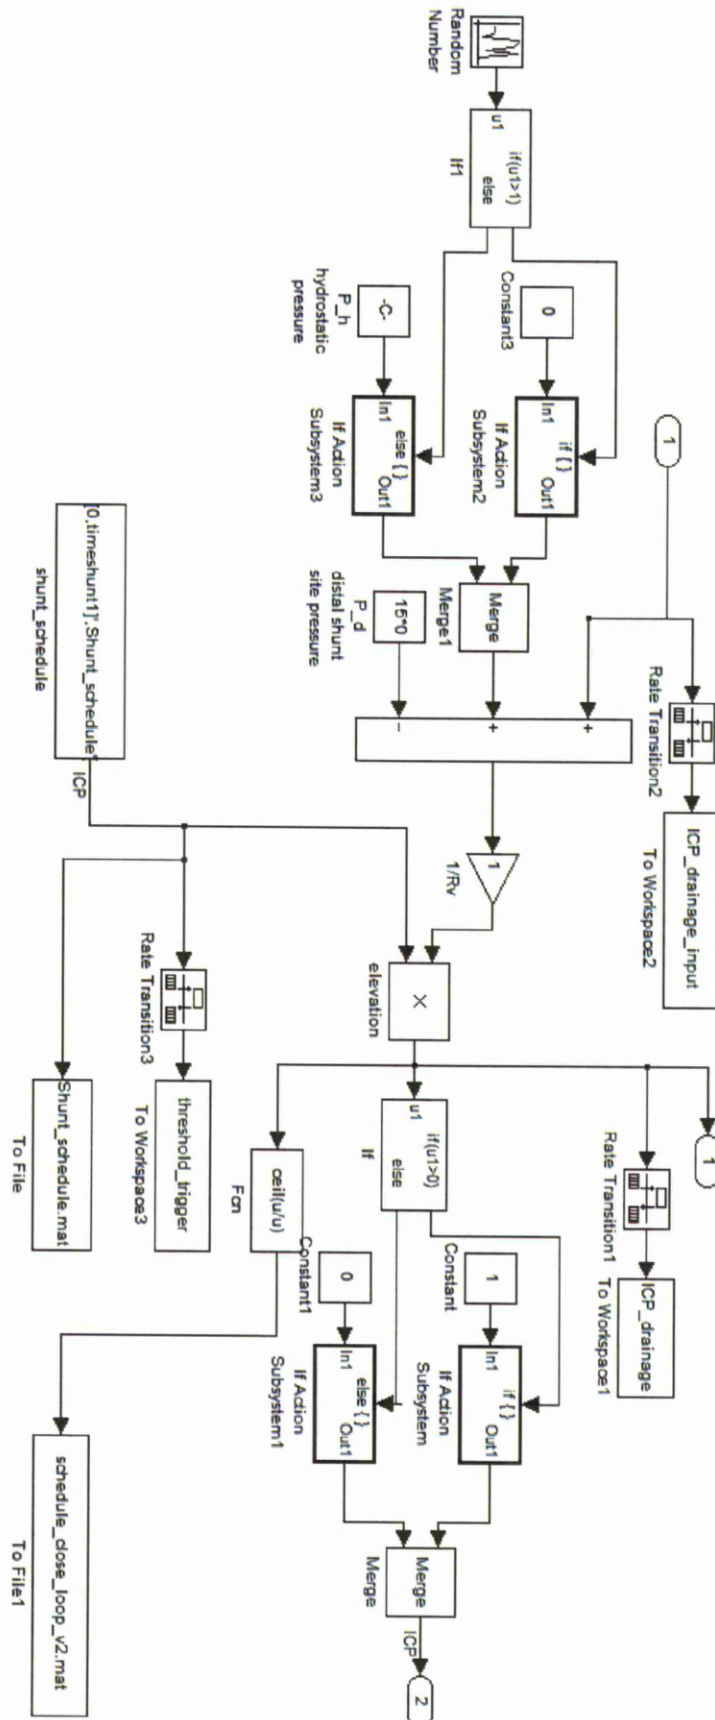 Random
Number
u1
if(u1>1)
else
If1
0
Constant3
-C-
P_h
hydrostatic
pressure
In1
if { }
Out1
If Action
Subsystem2
In1
else { }
Out1
If Action
Subsystem3
Merge
Merge1
15*0
P_d
distal shunt
site pressure
1
Rate Transition2
ICP_drainage_input
To Workspace2
+
+
−
1
1/Rv
[0,timeshunt1]',Shunt_schedule'
shunt_schedule
ICP
×
elevation
Rate Transition3
threshold_trigger
To Workspace3
Shunt_schedule.mat
To File
1
Rate Transition1
ICP_drainage
To Workspace1
u1
if(u1>0)
else
If
ceil(u/u)
Fcn
1
Constant
0
Constant1
In1
if { }
Out1
If Action
Subsystem
In1
else { }
Out1
If Action
Subsystem1
Merge
Merge
ICP
2
schedule_close_loop_v2.mat
To File1